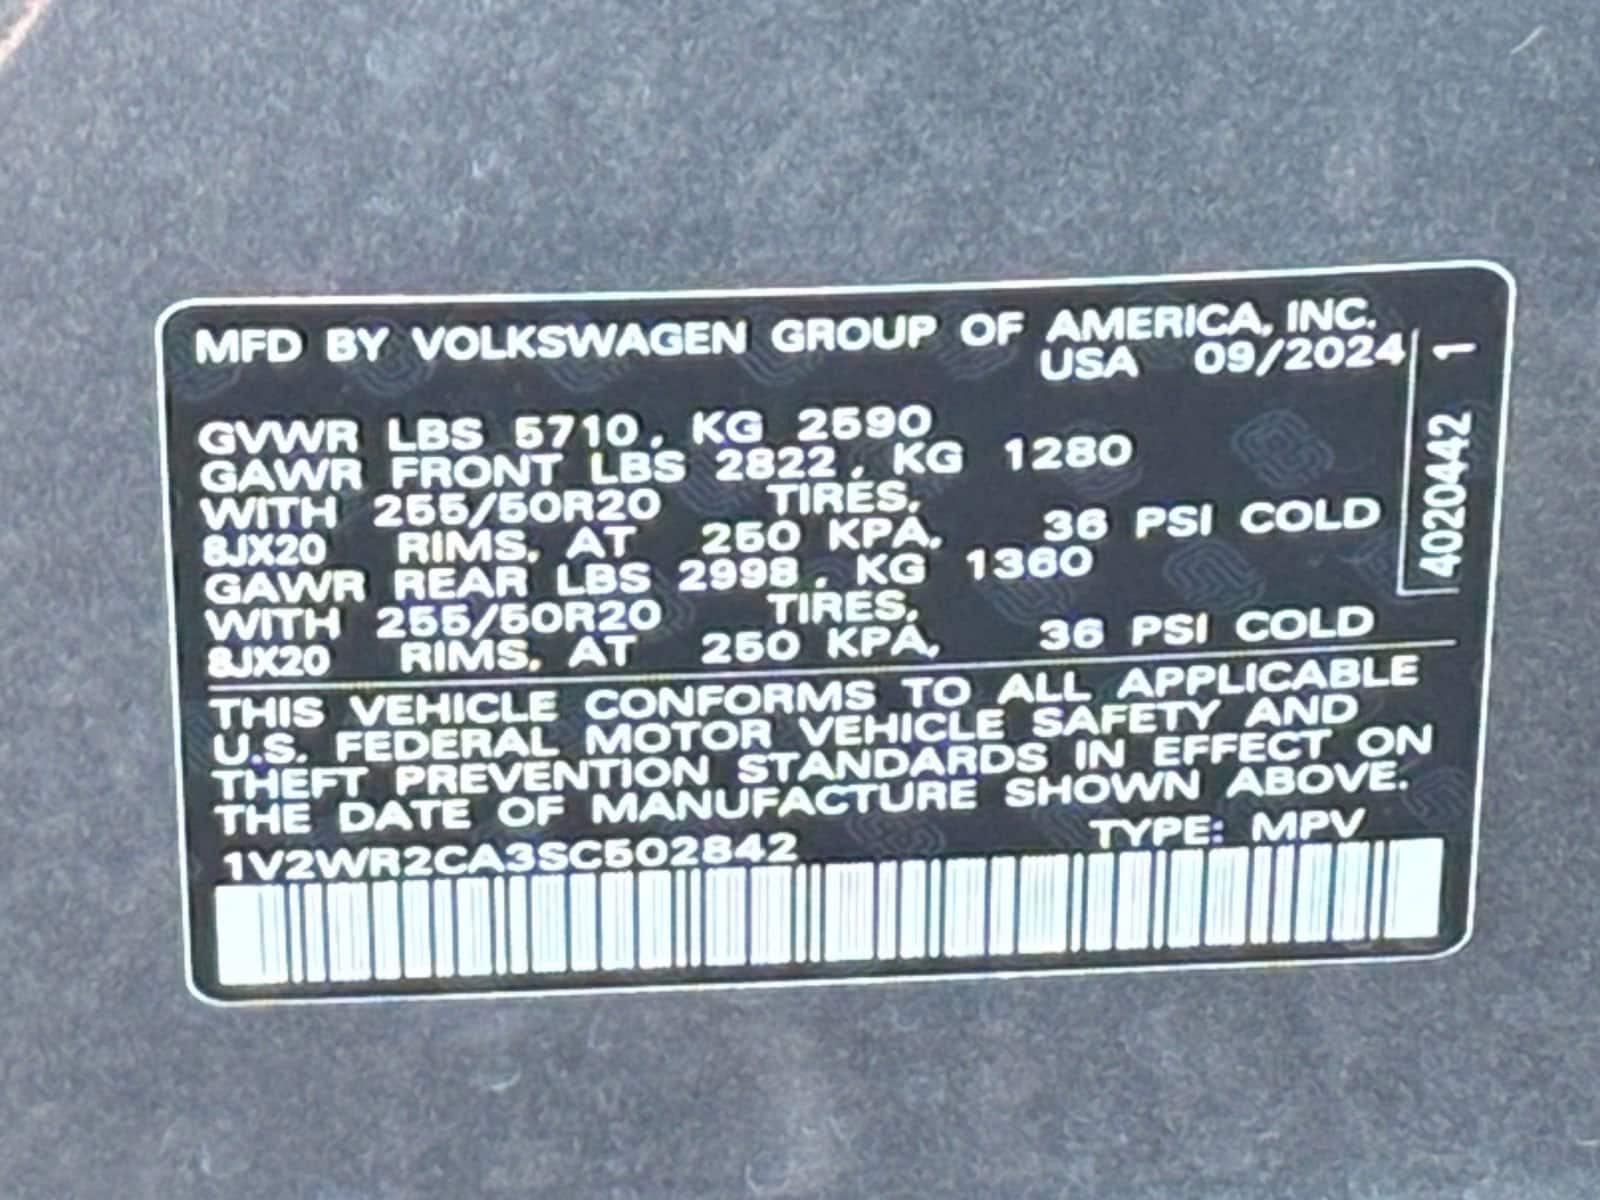 MFD BY VOLKSWAGEN GROUP OF AMERICA, INC.
USA 09/2024
GVWR LBS 5710, KG 2590
GAWR FRONT LBS 2822, KG 1280
WITH 255/50R20 TIRES,
8JX20 RIMS, AT 250 KPA, 36 PSI COLD
GAWR REAR LBS 2998, KG 1360
WITH 255/50R20 TIRES,
8JX20 RIMS, AT 250 KPA, 36 PSI COLD
THIS VEHICLE CONFORMS TO ALL APPLICABLE
U.S. FEDERAL MOTOR VEHICLE SAFETY AND
THEFT PREVENTION STANDARDS IN EFFECT ON
THE DATE OF MANUFACTURE SHOWN ABOVE.
1V2WR2CA3SC502842 TYPE: MPV
4020442 1